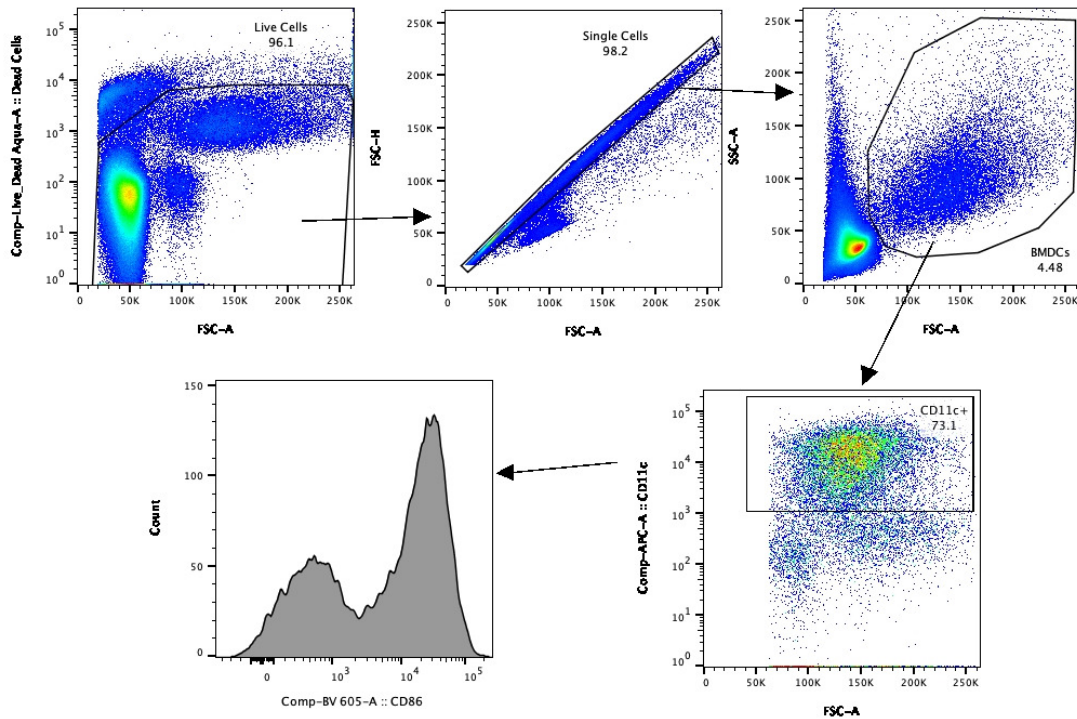 Comp-Live_Dead Aqua-A :: Dead Cells
10^5
10^4
10^3
10^2
10^1
10^0
Live Cells
96.1
0 50K 100K 150K 200K 250K
FSC-A
FSC-H
250K
200K
150K
100K
50K
0
Single Cells
98.2
0 50K 100K 150K 200K 250K
FSC-A
SSC-A
250K
200K
150K
100K
50K
0
BMDCs
4.48
0 50K 100K 150K 200K 250K
FSC-A
Count
150
100
50
0
0 10^3 10^4 10^5
Comp-BV 605-A :: CD86
Comp-APC-A :: CD11c
10^5
10^4
10^3
10^2
10^1
10^0
CD11c+
73.1
0 50K 100K 150K 200K 250K
FSC-A